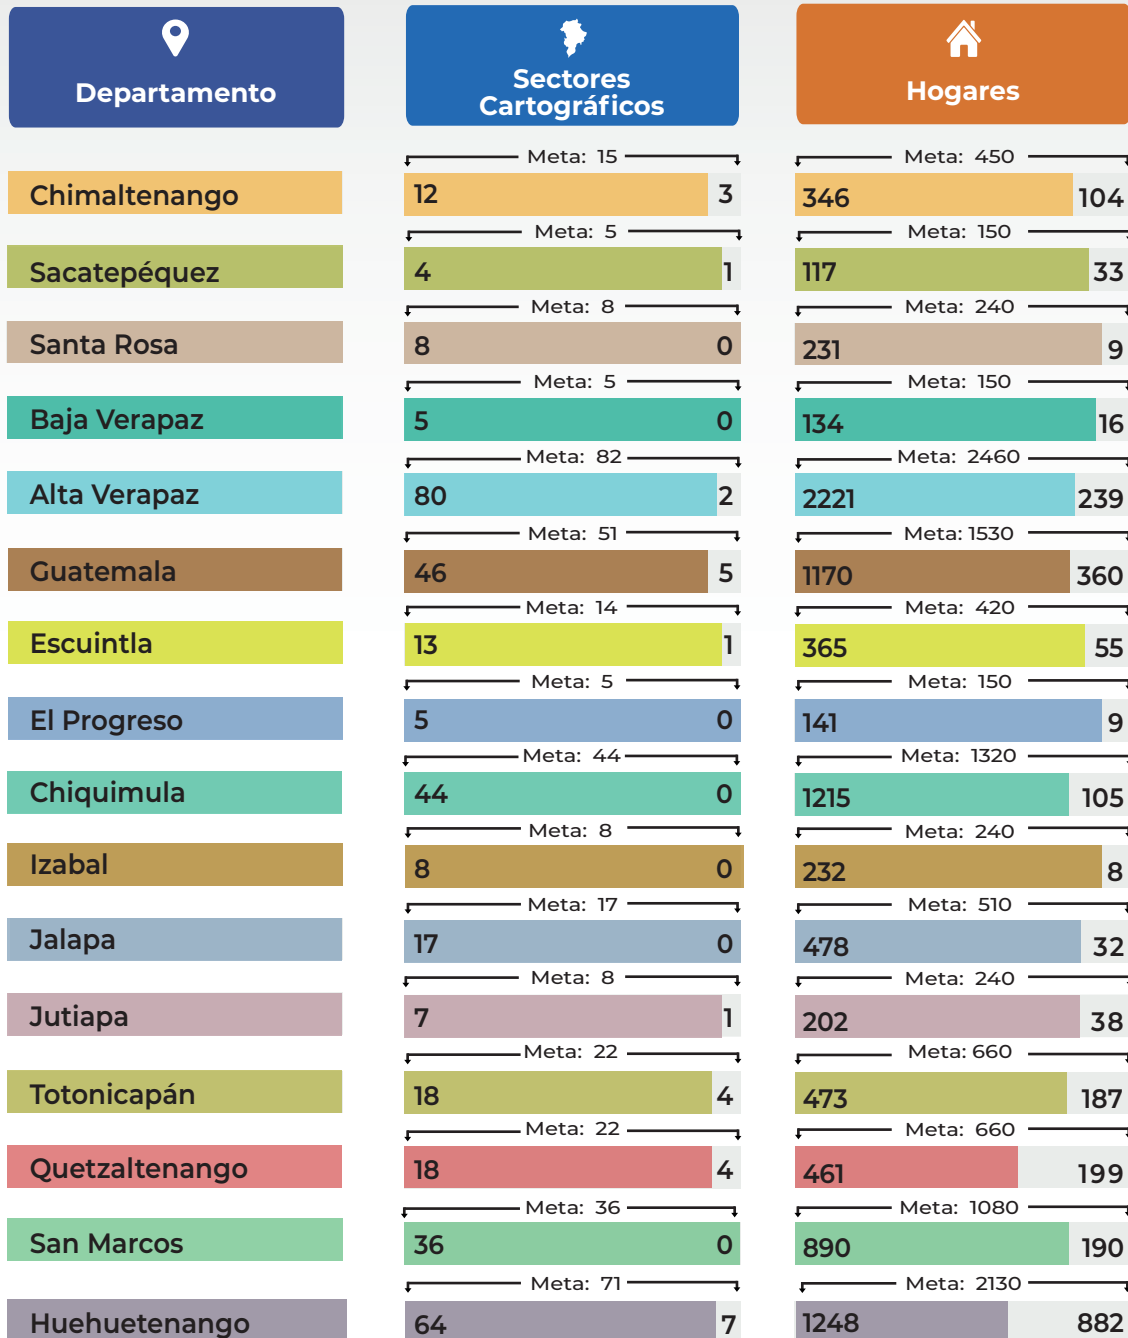 Departamento
Sectores
Cartográficos
Hogares
Meta: 15
Meta: 450
Chimaltenango
12
3
346
104
Meta: 5
Meta: 150
Sacatepéquez
4
1
117
33
Meta: 8
Meta: 240
Santa Rosa
8
0
231
9
Meta: 5
Meta: 150
Baja Verapaz
5
0
134
16
Meta: 82
Meta: 2460
Alta Verapaz
80
2
2221
239
Meta: 51
Meta: 1530
Guatemala
46
5
1170
360
Meta: 14
Meta: 420
Escuintla
13
1
365
55
Meta: 5
Meta: 150
El Progreso
5
0
141
9
Meta: 44
Meta: 1320
Chiquimula
44
0
1215
105
Meta: 8
Meta: 240
Izabal
8
0
232
8
Meta: 17
Meta: 510
Jalapa
17
0
478
32
Meta: 8
Meta: 240
Jutiapa
7
1
202
38
Meta: 22
Meta: 660
Totonicapán
18
4
473
187
Meta: 22
Meta: 660
Quetzaltenango
18
4
461
199
Meta: 36
Meta: 1080
San Marcos
36
0
890
190
Meta: 71
Meta: 2130
Huehuetenango
64
7
1248
882